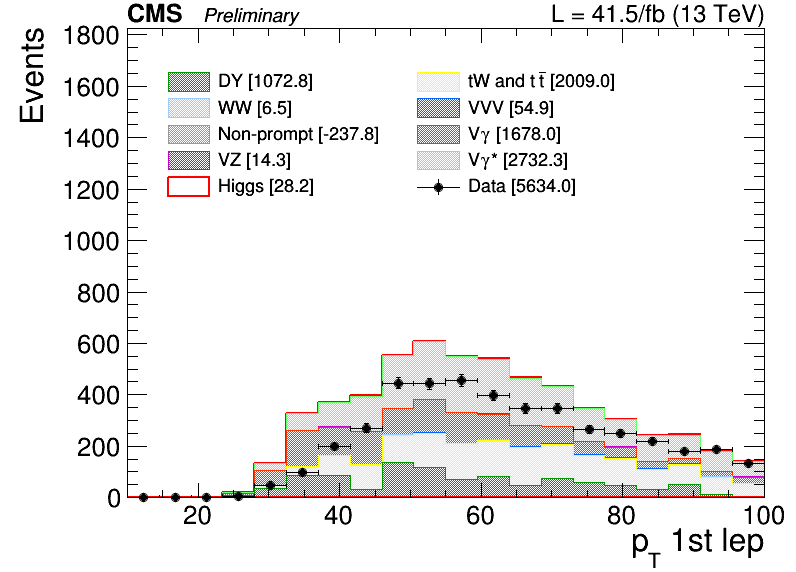 CMS Preliminary L = 41.5/fb (13 TeV)
Events
1800
1600
1400
1200
1000
800
600
400
200
0
DY [1072.8]
WW [6.5]
Non-prompt [-237.8]
VZ [14.3]
Higgs [28.2]
tW and tt̅ [2009.0]
VVV [54.9]
Vγ [1678.0]
Vγ* [2732.3]
Data [5634.0]
20 40 60 80 100
p_T 1st lep